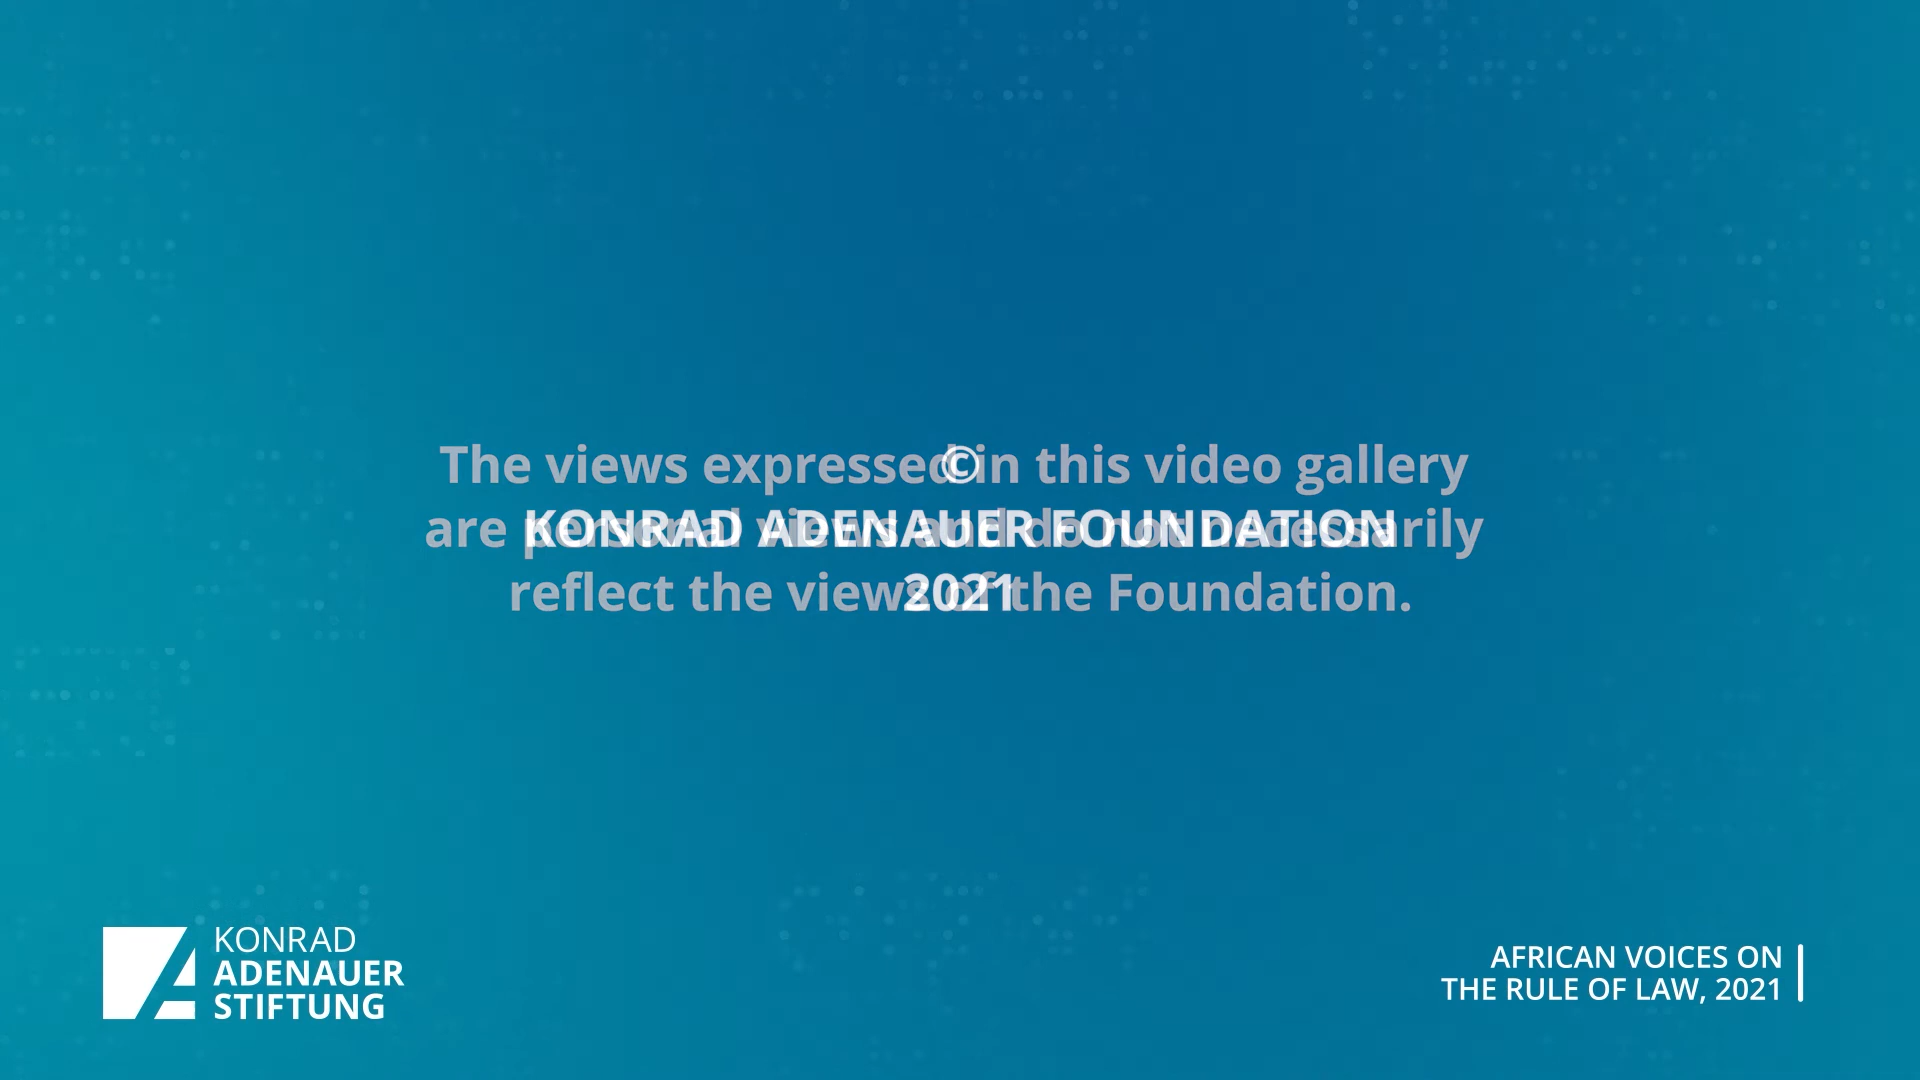 The views expressed in this video gallery
are personal views and do not necessarily
reflect the views of the Foundation.
©
KONRAD ADENAUER FOUNDATION
2021
KONRAD
ADENAUER
STIFTUNG
AFRICAN VOICES ON
THE RULE OF LAW, 2021